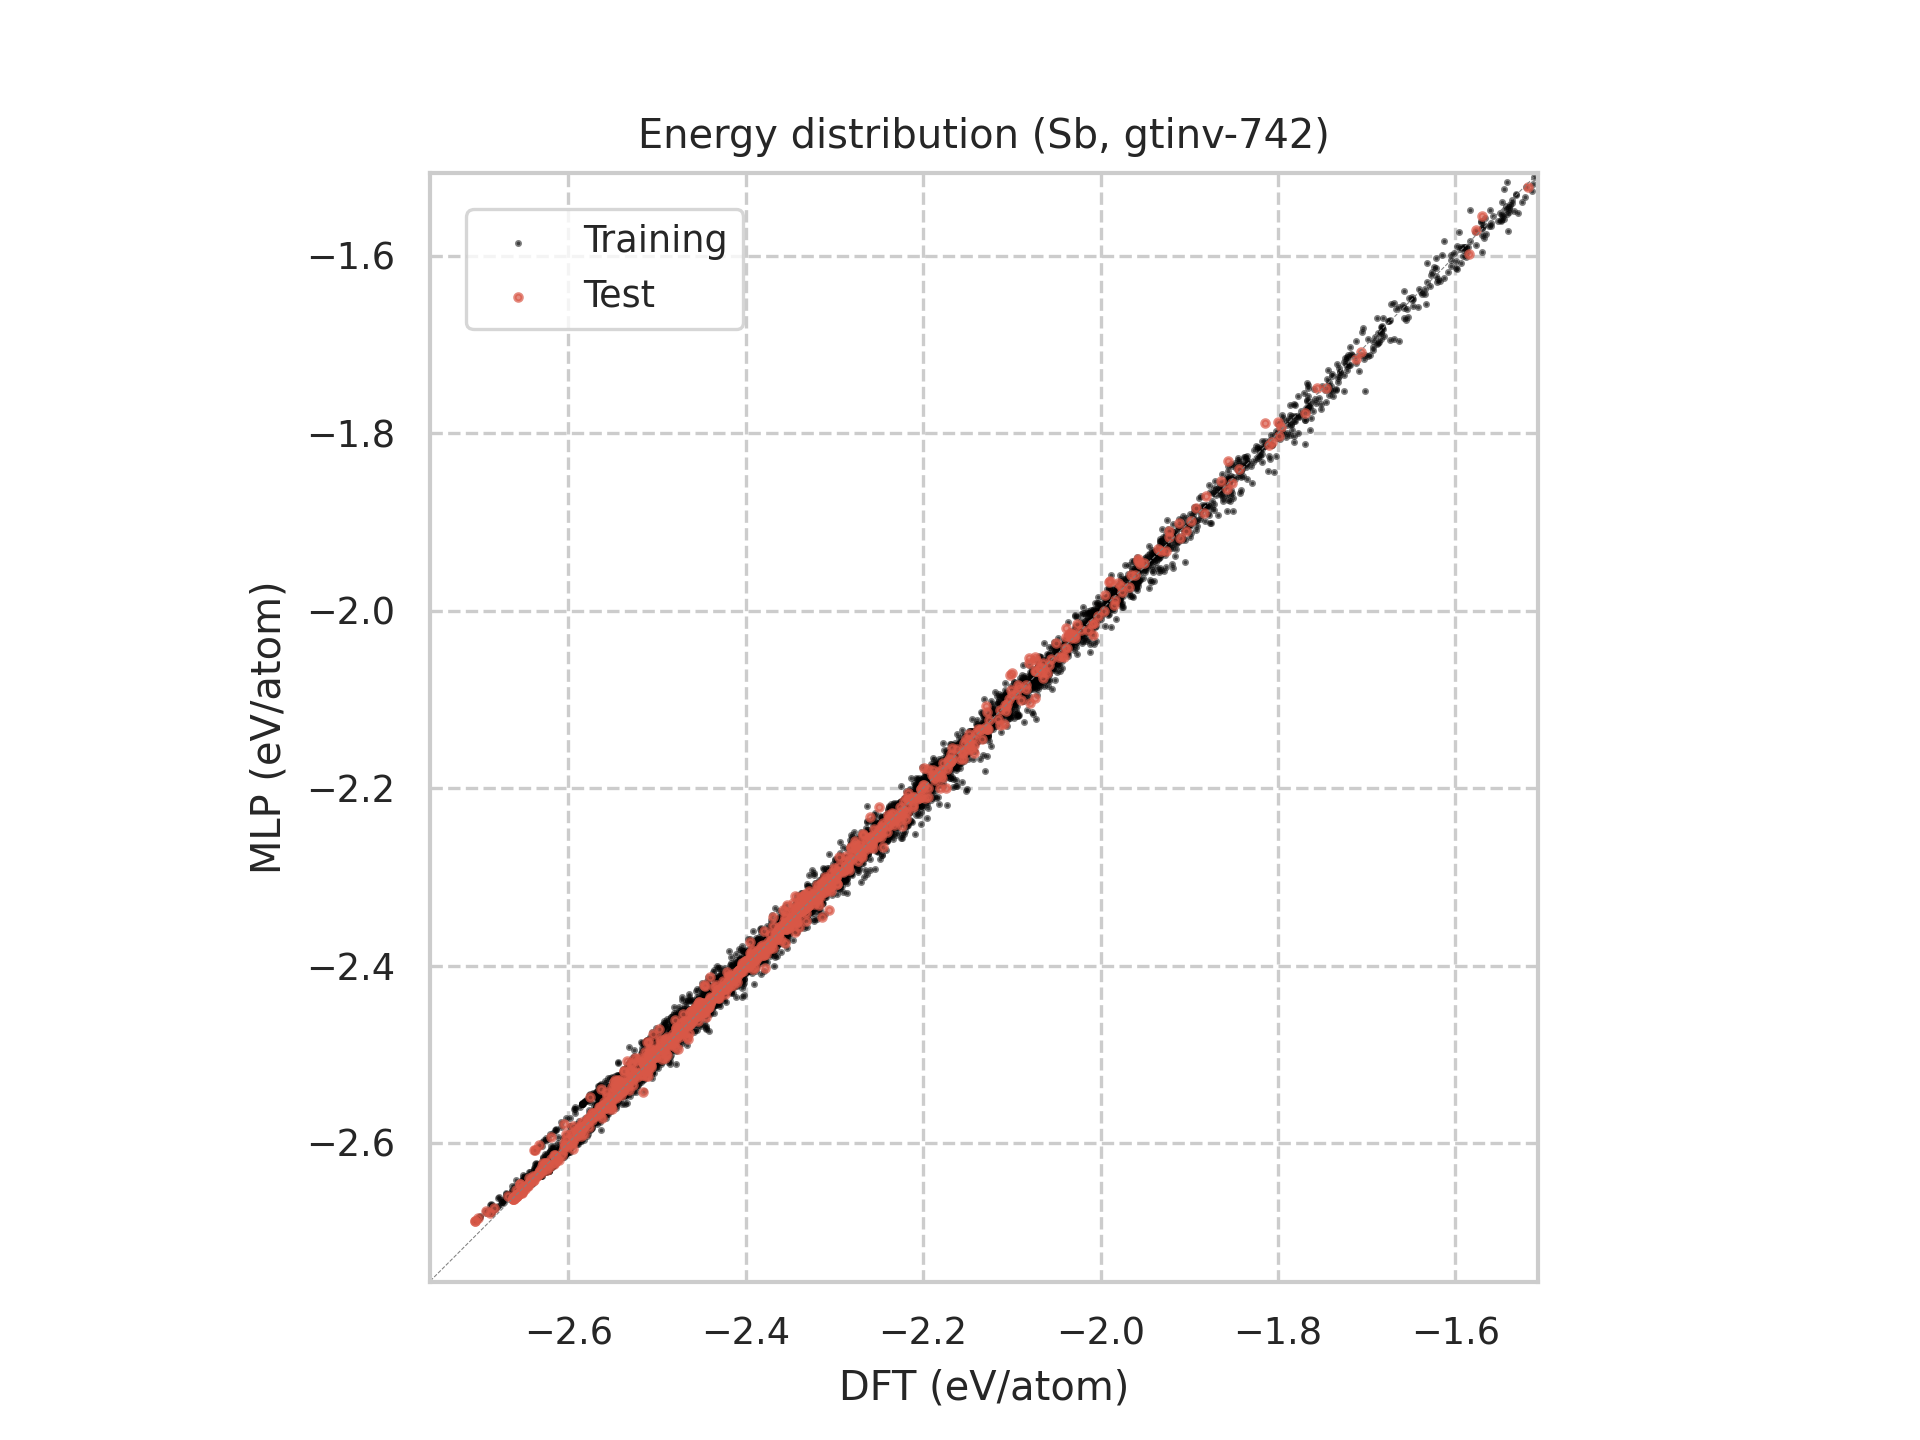 Energy distribution (Sb, gtinv-742)
Training
Test
MLP (eV/atom)
−1.6
−1.8
−2.0
−2.2
−2.4
−2.6
−2.6 −2.4 −2.2 −2.0 −1.8 −1.6
DFT (eV/atom)